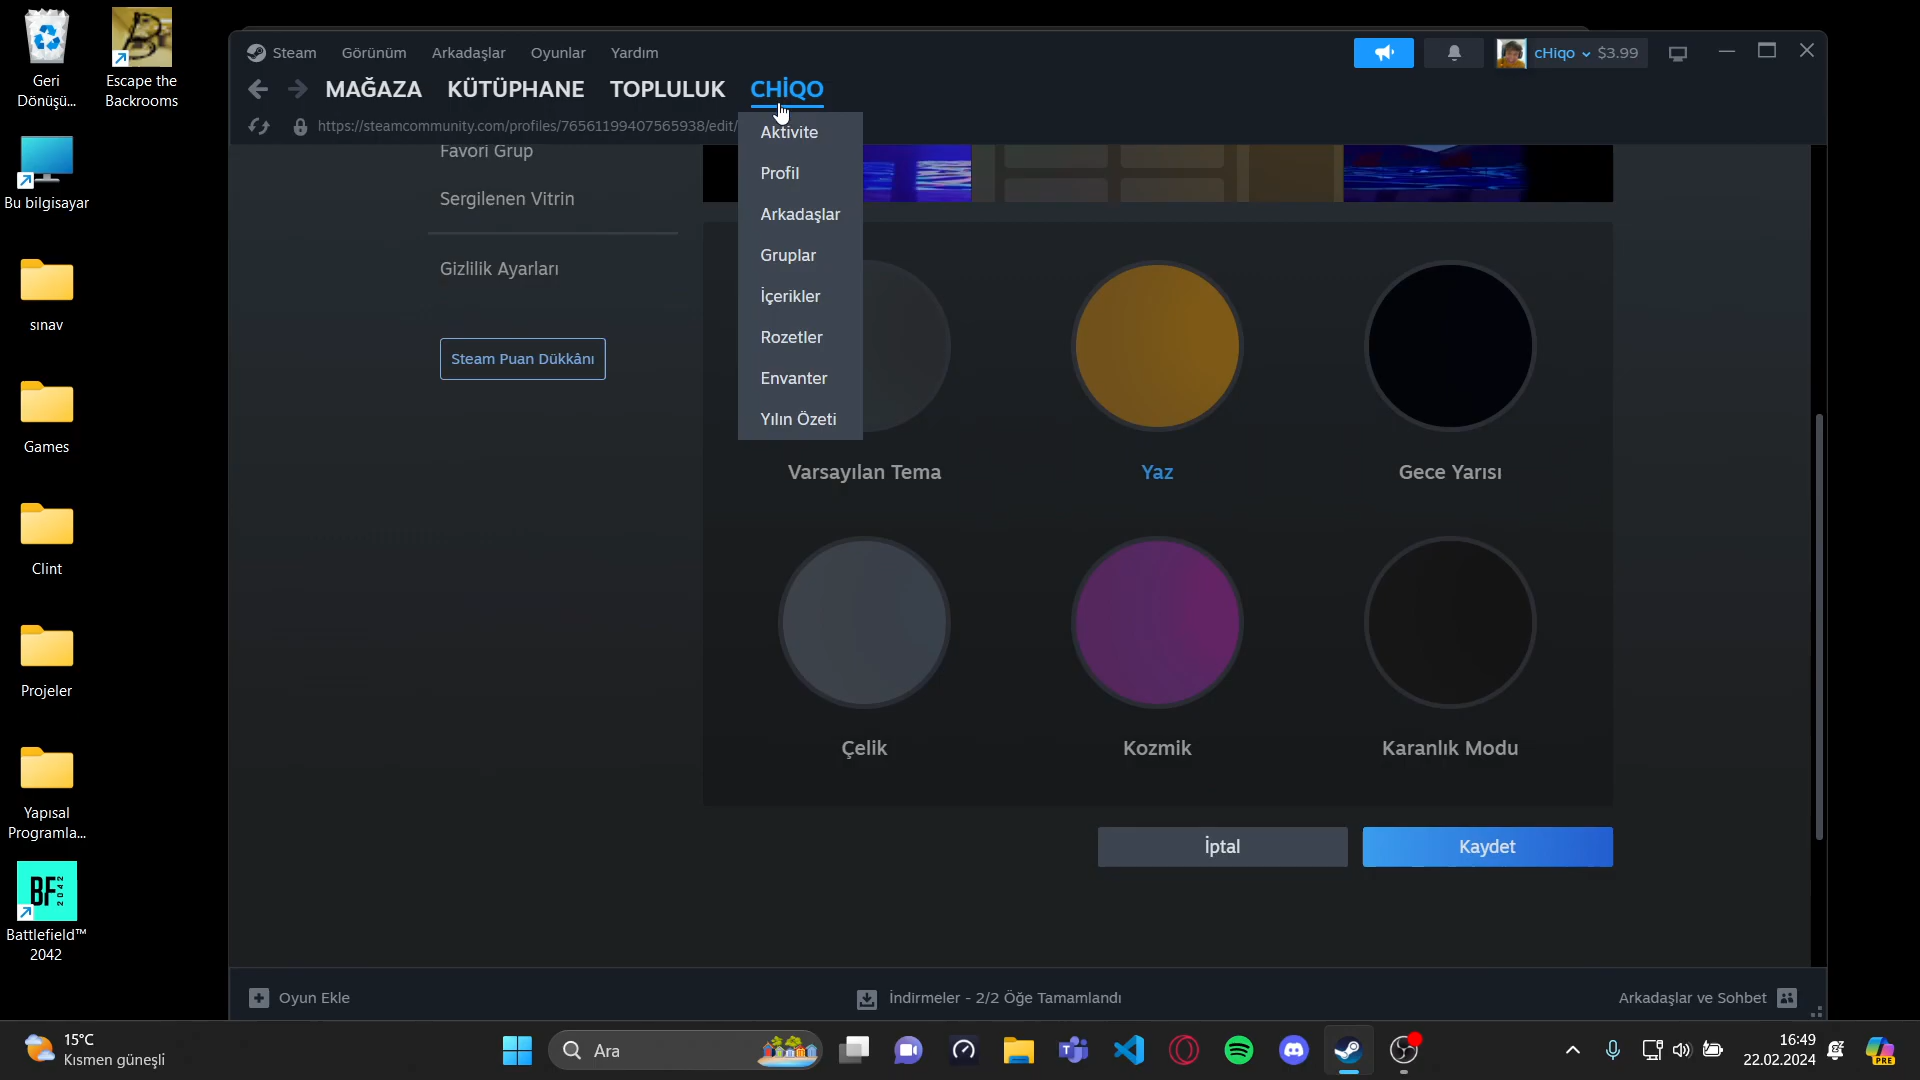 Geri
Dönüşü...
Escape the
Backrooms
Bu bilgisayar
sınav
Games
Clint
Projeler
Yapısal
Programla...
BF
2042
Battlefield™
2042
Steam
Görünüm
Arkadaşlar
Oyunlar
Yardım
cHiqo
$3.99
MAĞAZA
KÜTÜPHANE
TOPLULUK
CHİQO
https://steamcommunity.com/profiles/76561199407565938/edit/
Aktivite
Profil
Arkadaşlar
Gruplar
İçerikler
Rozetler
Envanter
Yılın Özeti
Favori Grup
Sergilenen Vitrin
Gizlilik Ayarları
Steam Puan Dükkânı
Varsayılan Tema
Yaz
Gece Yarısı
Çelik
Kozmik
Karanlık Modu
İptal
Kaydet
Oyun Ekle
İndirmeler - 2/2 Öğe Tamamlandı
Arkadaşlar ve Sohbet
15°C
Kısmen güneşli
Ara
16:49
22.02.2024
PRE